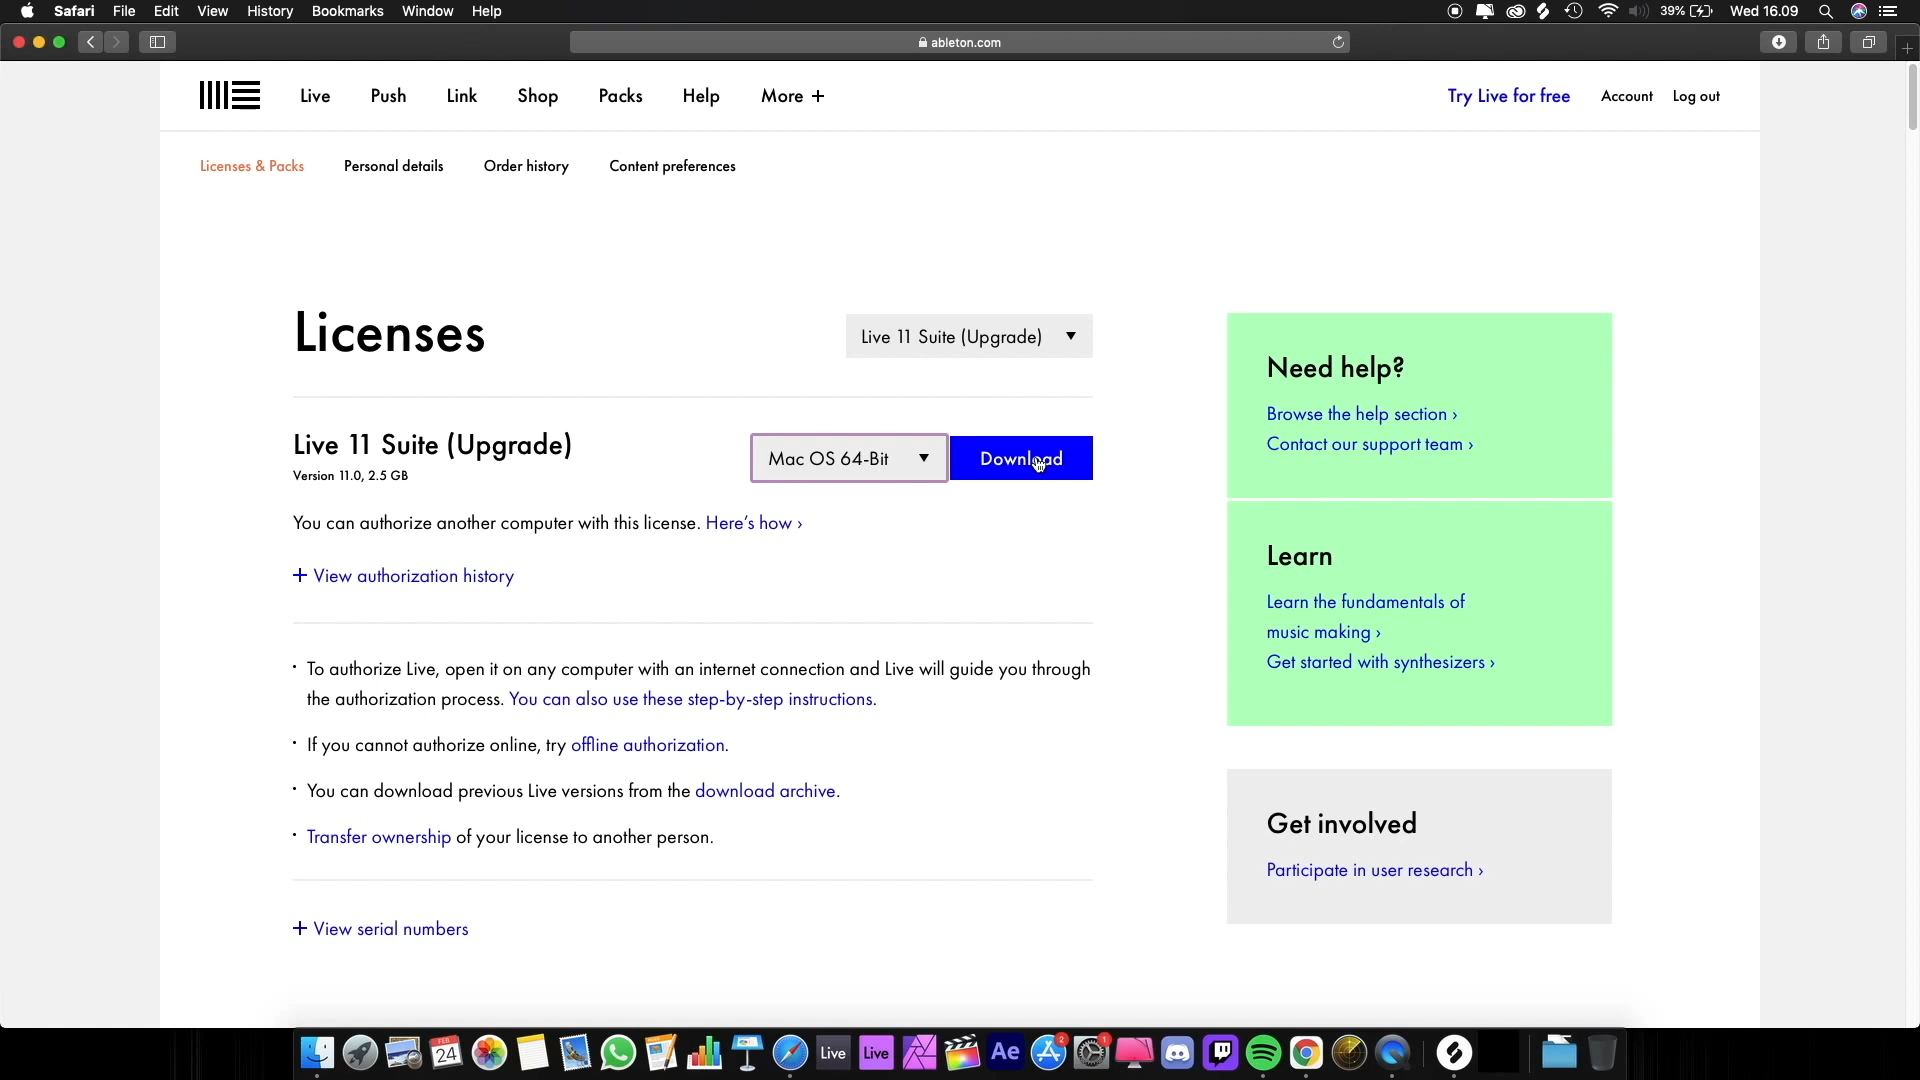 Safari File Edit View History Bookmarks Window Help 39% Wed 16.09
ableton.com
Live Push Link Shop Packs Help More + Try Live for free Account Log out
Licenses & Packs Personal details Order history Content preferences
Licenses
Live 11 Suite (Upgrade) ▼
Live 11 Suite (Upgrade)
Version 11.0, 2.5 GB
Mac OS 64-Bit ▼ Download
You can authorize another computer with this license. Here's how ›
+ View authorization history
· To authorize Live, open it on any computer with an internet connection and Live will guide you through
the authorization process. You can also use these step-by-step instructions.
· If you cannot authorize online, try offline authorization.
· You can download previous Live versions from the download archive.
· Transfer ownership of your license to another person.
+ View serial numbers
Need help?
Browse the help section ›
Contact our support team ›
Learn
Learn the fundamentals of
music making ›
Get started with synthesizers ›
Get involved
Participate in user research ›
FEB
24 Live Live Ae 2 1